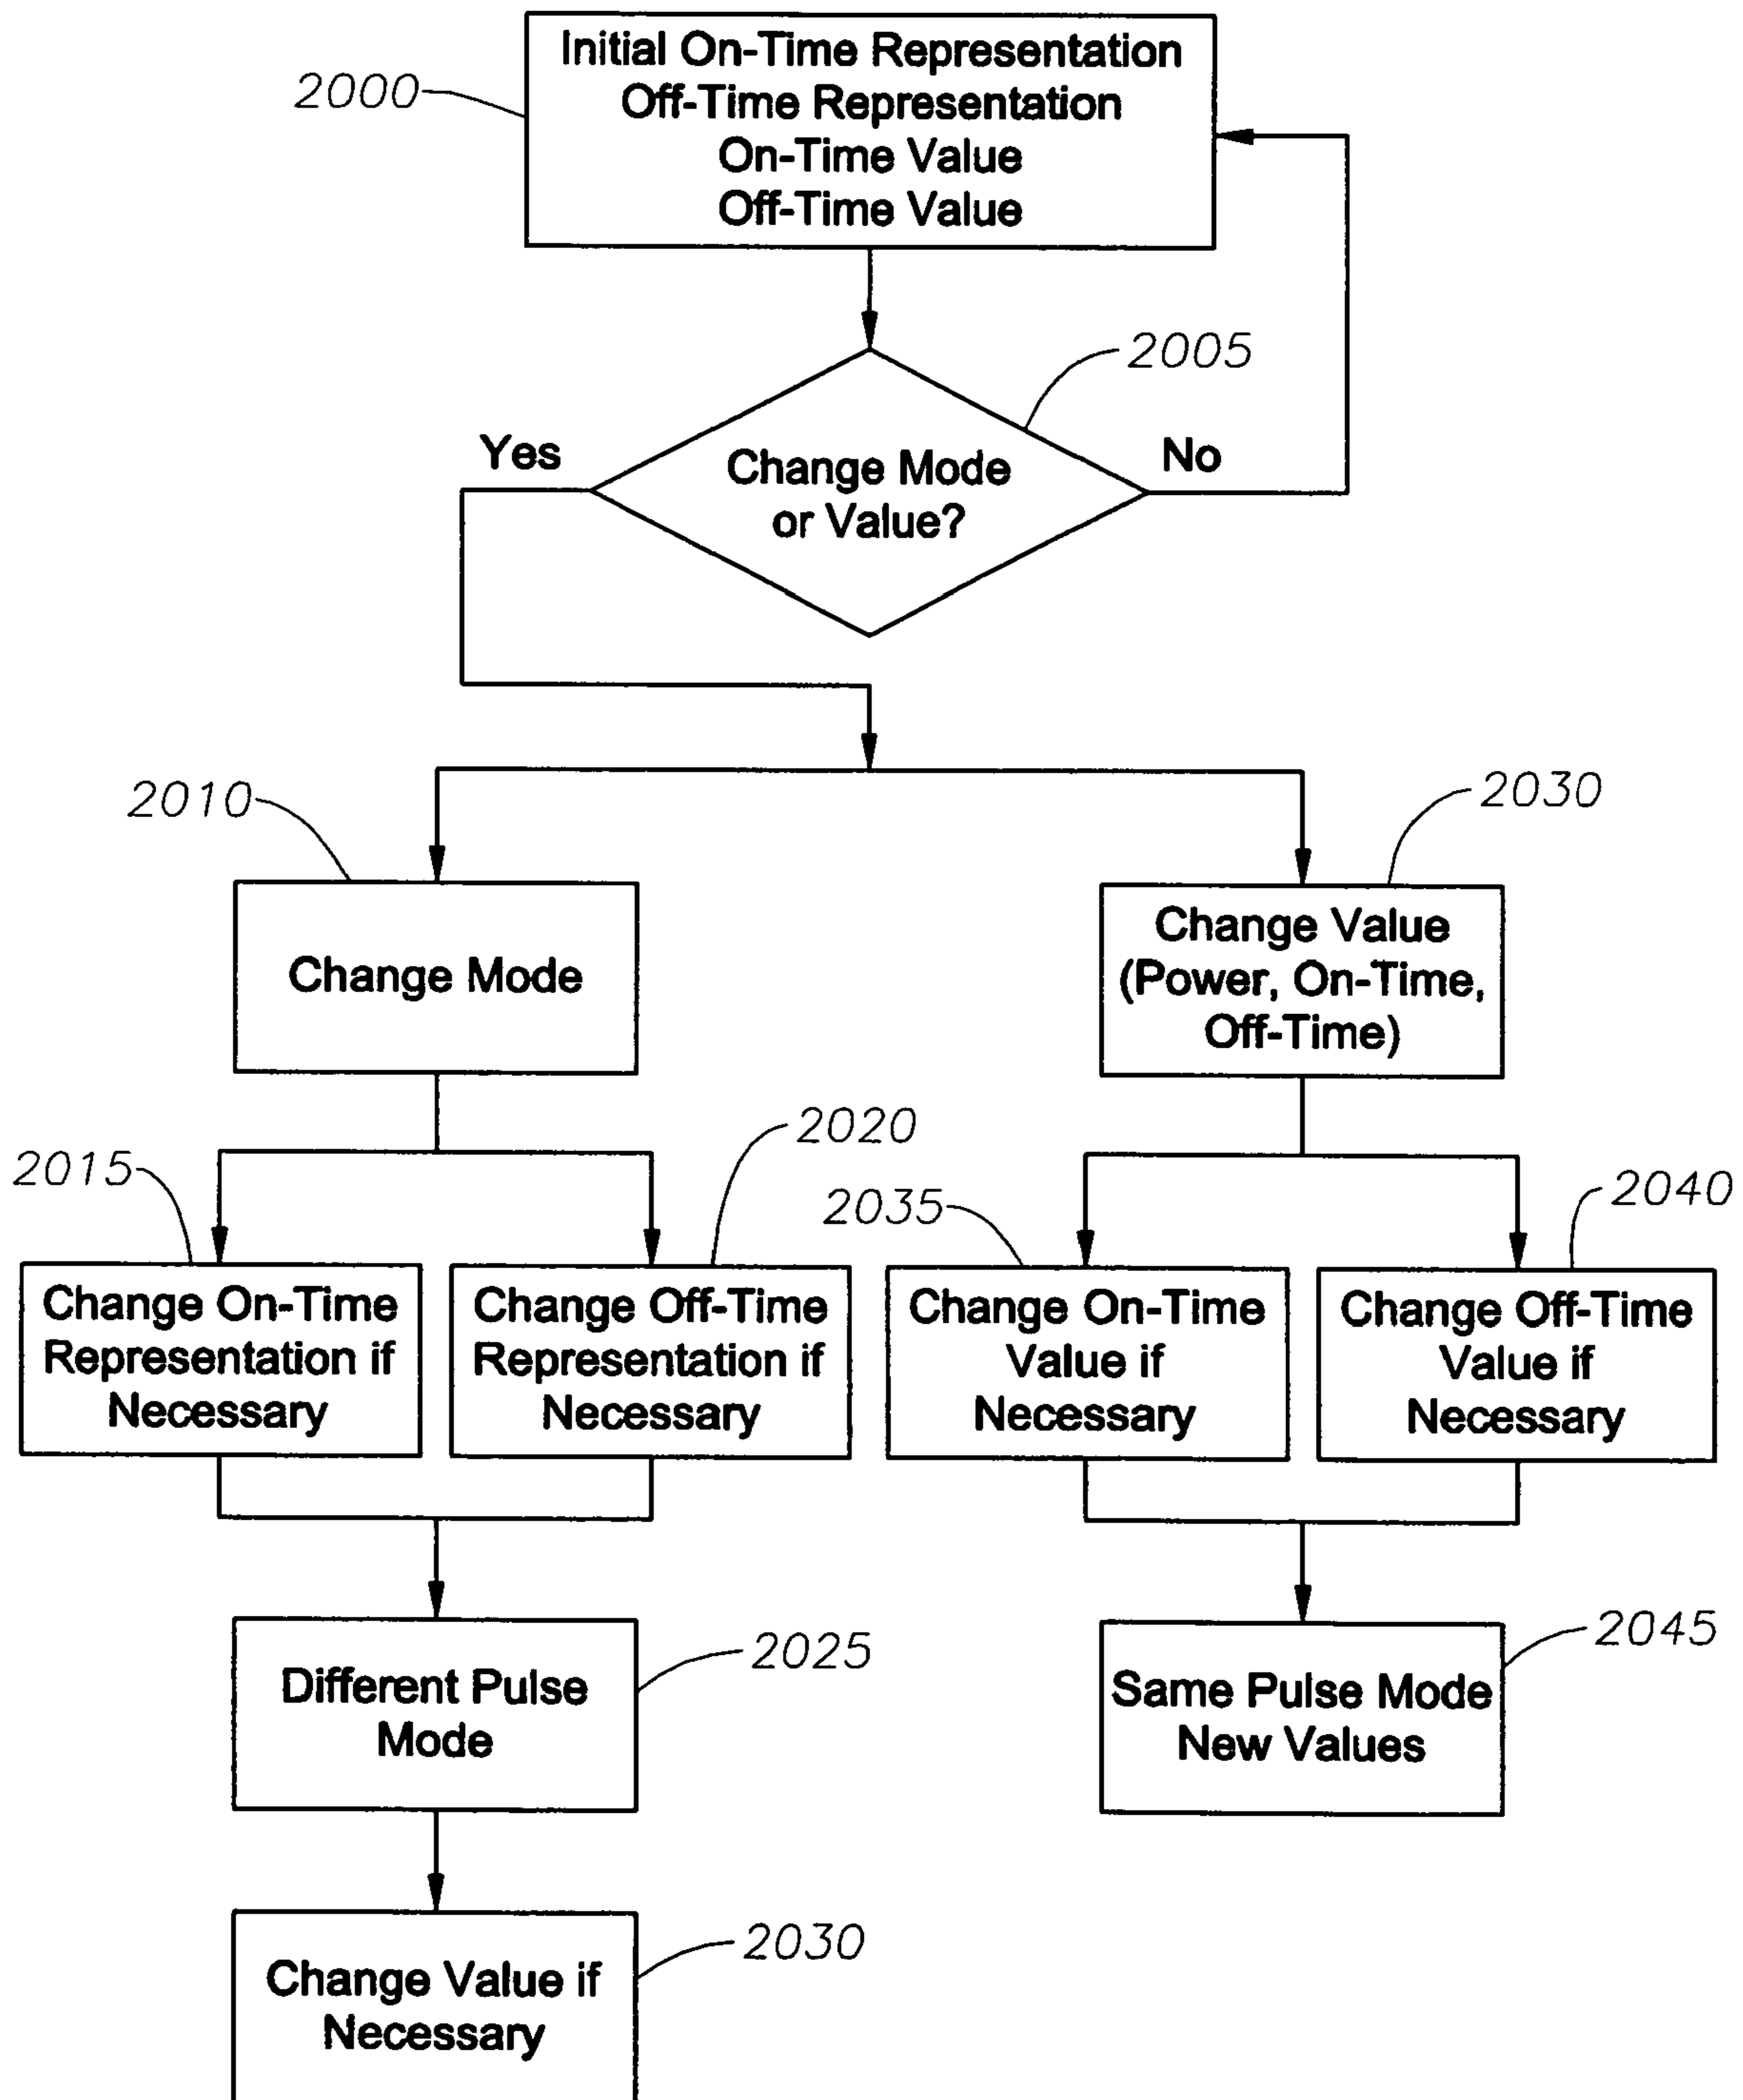 Initial On-Time Representation
Off-Time Representation
On-Time Value
Off-Time Value
2000
2005
Yes
Change Mode
or Value?
No
2010
2030
Change Mode
Change Value
(Power, On-Time,
Off-Time)
2015
2020
2035
2040
Change On-Time
Representation if
Necessary
Change Off-Time
Representation if
Necessary
Change On-Time
Value if
Necessary
Change Off-Time
Value if
Necessary
Different Pulse
Mode
2025
Same Pulse Mode
New Values
2045
Change Value if
Necessary
2030